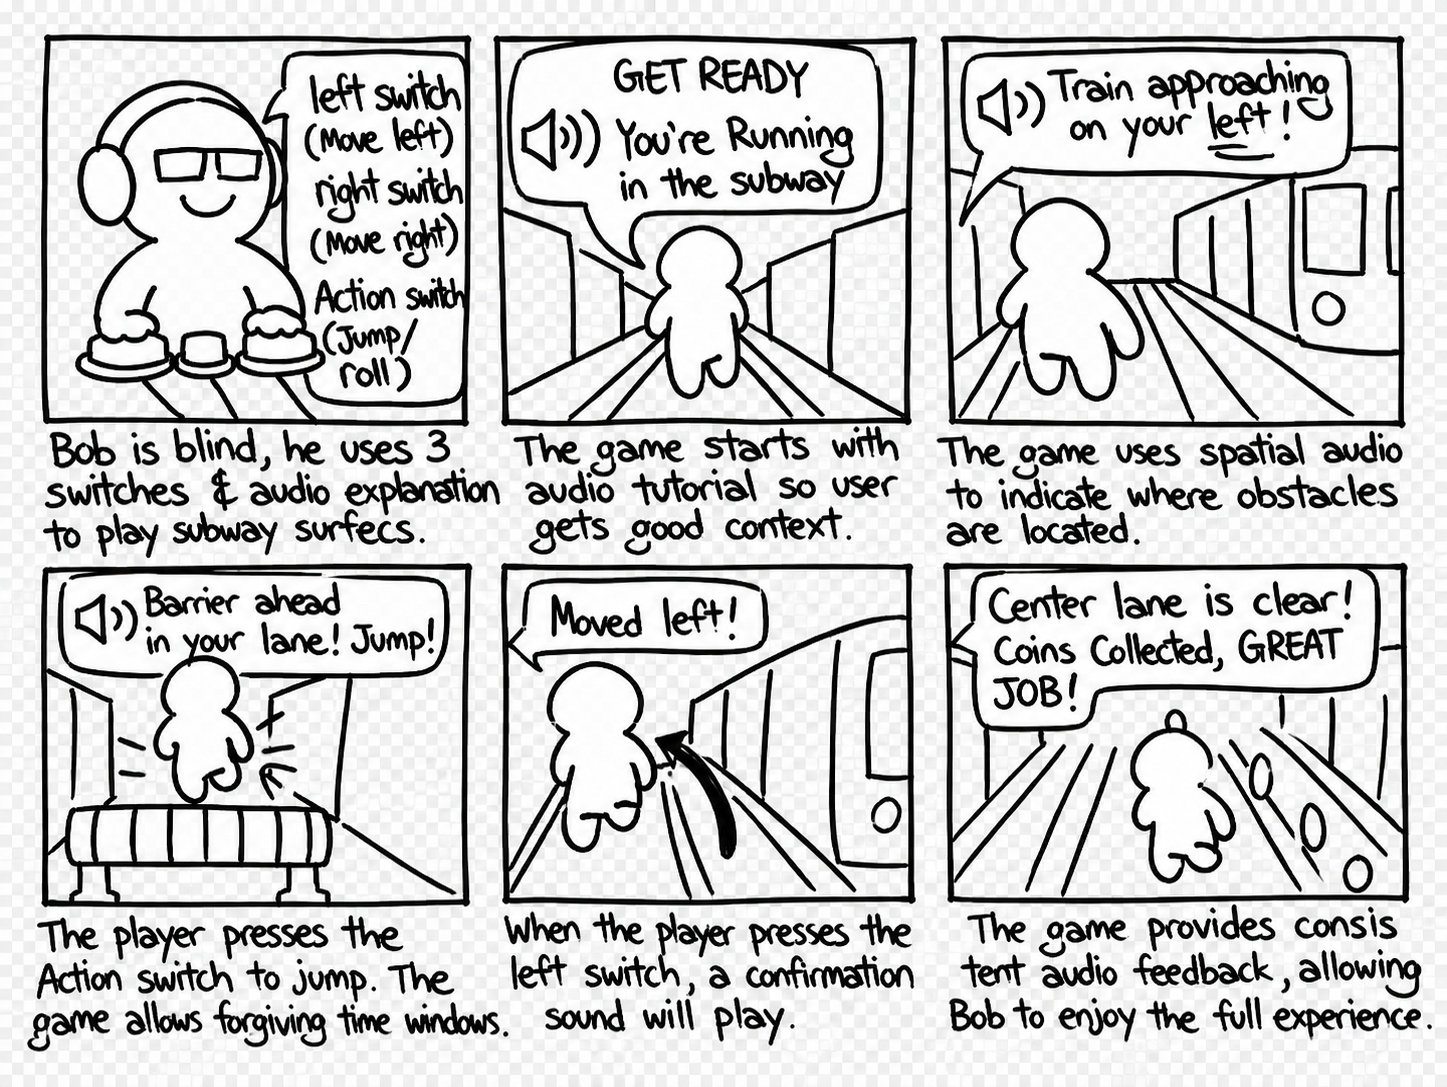 left switch
(Move left)
right switch
(Move right)
Action switch
(Jump/
roll)
Bob is blind, he uses 3
switches & audio explanation
to play subway surfecs.
GET READY
You're Running
in the subway
The game starts with
audio tutorial so user
gets good context.
Train approaching
on your left!
The game uses spatial audio
to indicate where obstacles
are located.
Barrier ahead
in your lane! Jump!
The player presses the
Action switch to jump. The
game allows forgiving time windows.
Moved left!
When the player presses the
left switch, a confirmation
sound will play.
Center lane is clear!
Coins Collected, GREAT
JOB!
The game provides consis
tent audio feedback, allowing
Bob to enjoy the full experience.